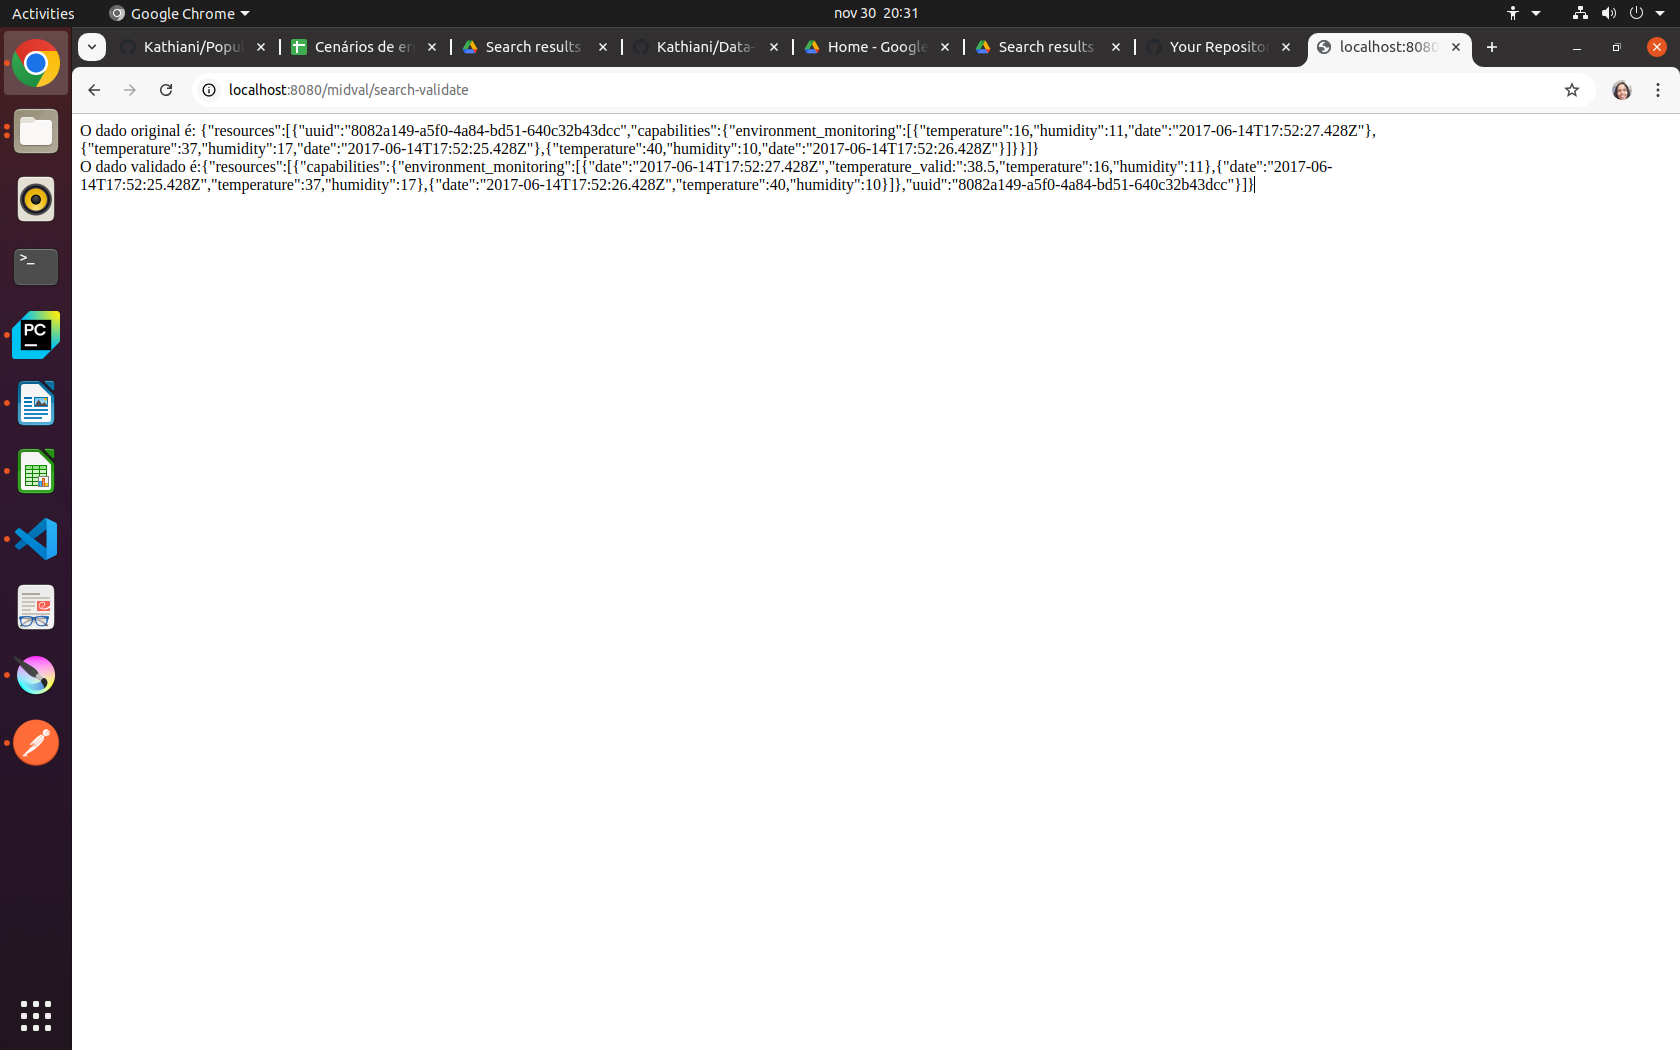 Activities Google Chrome nov 30 20:31
Kathiani/Popul Cenários de err Search results Kathiani/Data- Home - Google Search results Your Repositor localhost:8080
localhost:8080/midval/search-validate
O dado original é: {"resources":[{"uuid":"8082a149-a5f0-4a84-bd51-640c32b43dcc","capabilities":{"environment_monitoring":[{"temperature":16,"humidity":11,"date":"2017-06-14T17:52:27.428Z"},
{"temperature":37,"humidity":17,"date":"2017-06-14T17:52:25.428Z"},{"temperature":40,"humidity":10,"date":"2017-06-14T17:52:26.428Z"}]}}]}
O dado validado é:{"resources":[{"capabilities":{"environment_monitoring":[{"date":"2017-06-14T17:52:27.428Z","temperature_valid:":38.5,"temperature":16,"humidity":11},{"date":"2017-06-
14T17:52:25.428Z","temperature":37,"humidity":17},{"date":"2017-06-14T17:52:26.428Z","temperature":40,"humidity":10}]},"uuid":"8082a149-a5f0-4a84-bd51-640c32b43dcc"}]}
>_
PC